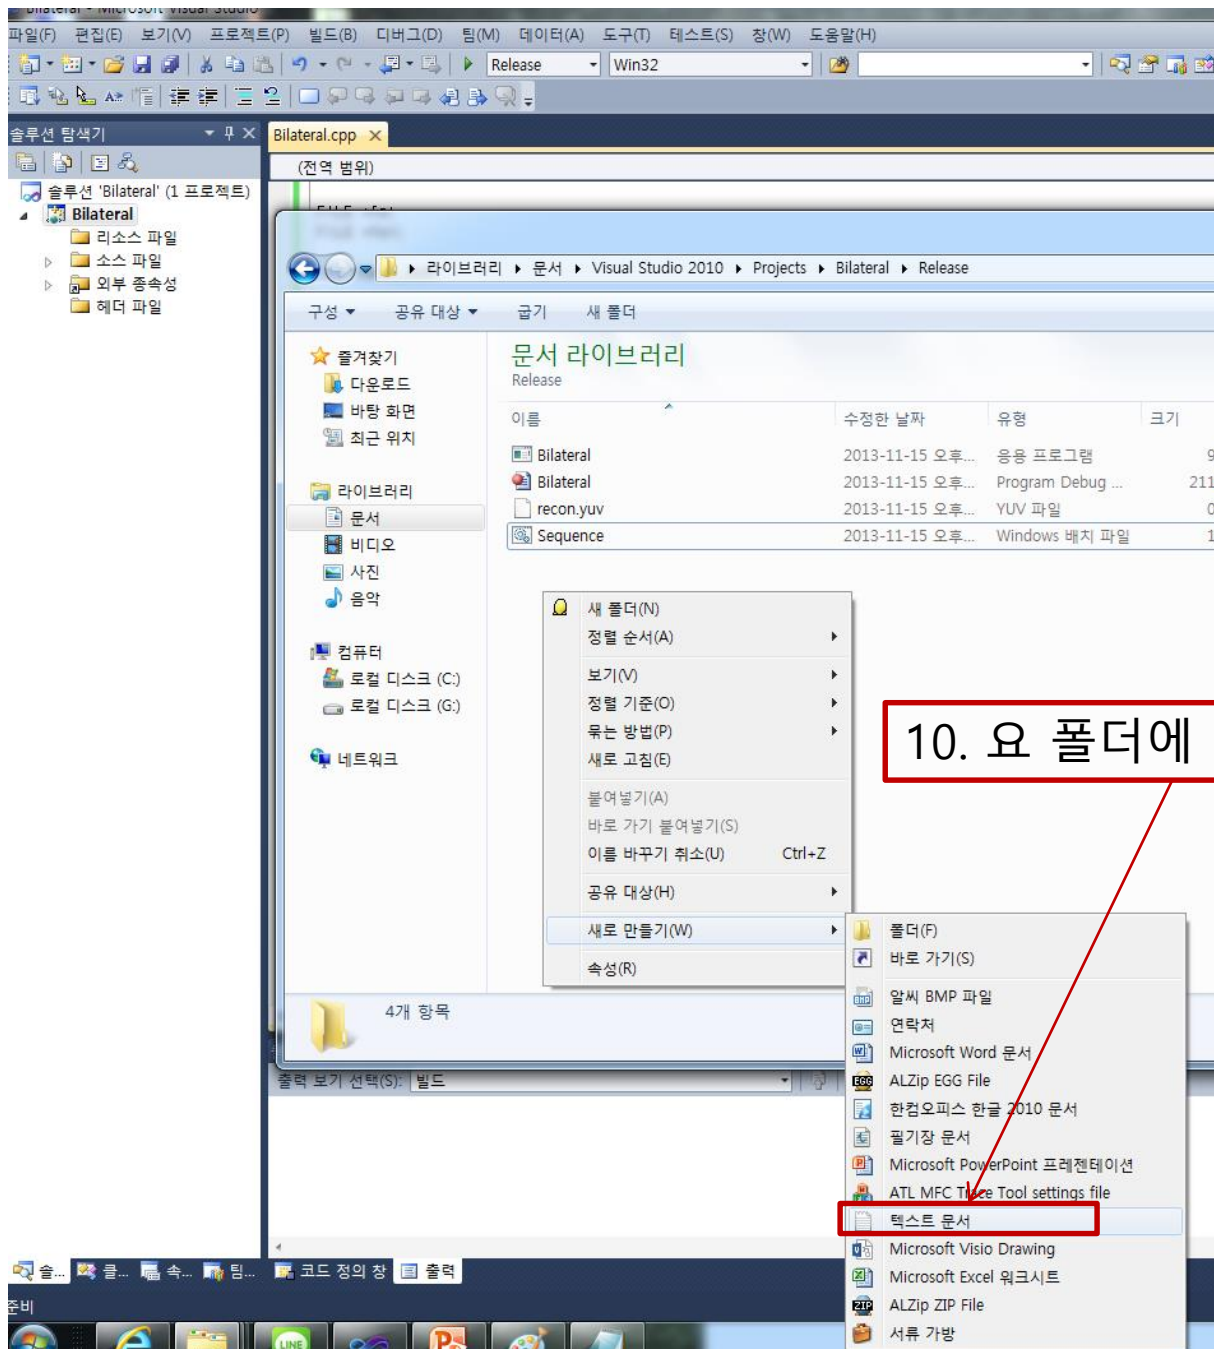 Bilateral - Microsoft Visual Studio
파일(F) 편집(E) 보기(V) 프로젝트(P) 빌드(B) 디버그(D) 팀(M) 데이터(A) 도구(T) 테스트(S) 창(W) 도움말(H)
Release Win32
솔루션 탐색기
Bilateral.cpp
(전역 범위)
솔루션 'Bilateral' (1 프로젝트)
Bilateral
리소스 파일
소스 파일
외부 종속성
헤더 파일
라이브러리 문서 Visual Studio 2010 Projects Bilateral Release
구성 공유 대상 굽기 새 폴더
즐겨찾기
다운로드
바탕 화면
최근 위치
라이브러리
문서
비디오
사진
음악
컴퓨터
로컬 디스크 (C:)
로컬 디스크 (G:)
네트워크
문서 라이브러리
Release
이름 수정한 날짜 유형 크기
Bilateral 2013-11-15 오후... 응용 프로그램 9
Bilateral 2013-11-15 오후... Program Debug ... 211
recon.yuv 2013-11-15 오후... YUV 파일 0
Sequence 2013-11-15 오후... Windows 배치 파일 1
새 폴더(N)
정렬 순서(A)
보기(V)
정렬 기준(O)
묶는 방법(P)
새로 고침(E)
붙여넣기(A)
바로 가기 붙여넣기(S)
이름 바꾸기 취소(U) Ctrl+Z
공유 대상(H)
새로 만들기(W)
속성(R)
10. 요 폴더에
폴더(F)
바로 가기(S)
알씨 BMP 파일
연락처
Microsoft Word 문서
ALZip EGG File
한컴오피스 한글 2010 문서
필기장 문서
Microsoft PowerPoint 프레젠테이션
ATL MFC Trace Tool settings file
텍스트 문서
Microsoft Visio Drawing
Microsoft Excel 워크시트
ALZip ZIP File
서류 가방
4개 항목
출력 보기 선택(S): 빌드
솔... 클... 속... 팀... 코드 정의 창 출력
준비
LINE